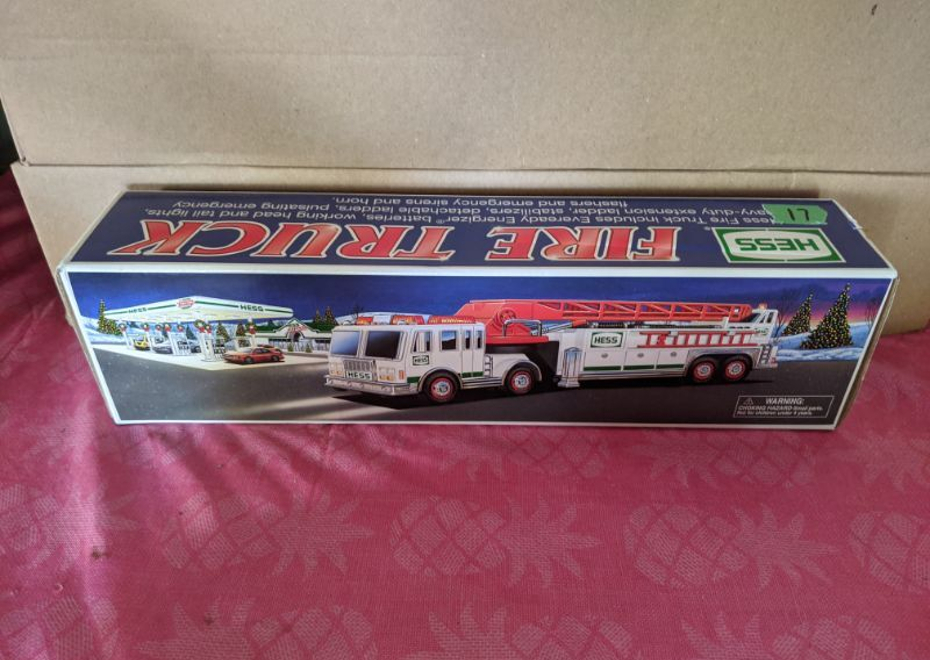 17
HESS
FIRE TRUCK
Hess Fire Truck includes Eveready Energizer® batteries, working head and tail lights,
heavy-duty extension ladder, stabilizers, detachable ladders, pulsating emergency
flashers and emergency sirens and horn.
HESS
HESS
HESS
HESS
HESS
WARNING:
CHOKING HAZARD-Small parts.
Not for children under 3 years.